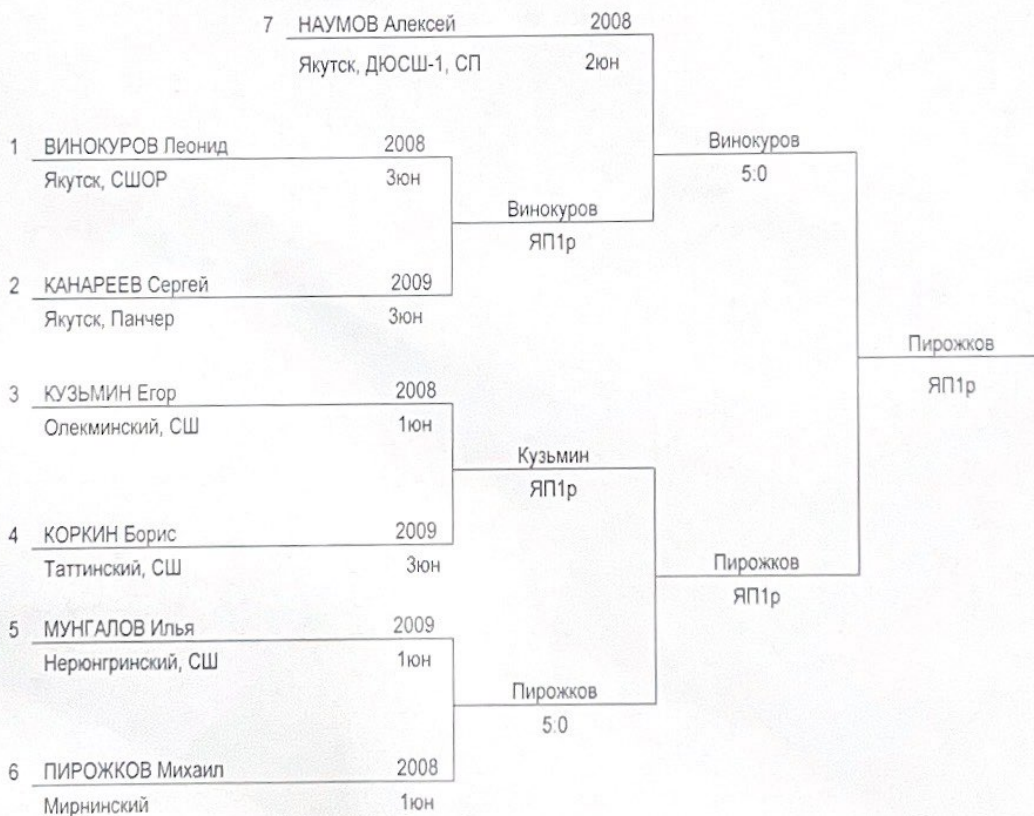 7 НАУМОВ Алексей 2008
Якутск, ДЮСШ-1, СП 2юн
1 ВИНОКУРОВ Леонид 2008
Якутск, СШОР 3юн
2 КАНАРЕЕВ Сергей 2009
Якутск, Панчер 3юн
3 КУЗЬМИН Егор 2008
Олекминский, СШ 1юн
4 КОРКИН Борис 2009
Таттинский, СШ 3юн
5 МУНГАЛОВ Илья 2009
Нерюнгринский, СШ 1юн
6 ПИРОЖКОВ Михаил 2008
Мирнинский 1юн
Винокуров
ЯП1р
Кузьмин
ЯП1р
Пирожков
5:0
Винокуров
5:0
Пирожков
ЯП1р
Пирожков
ЯП1р